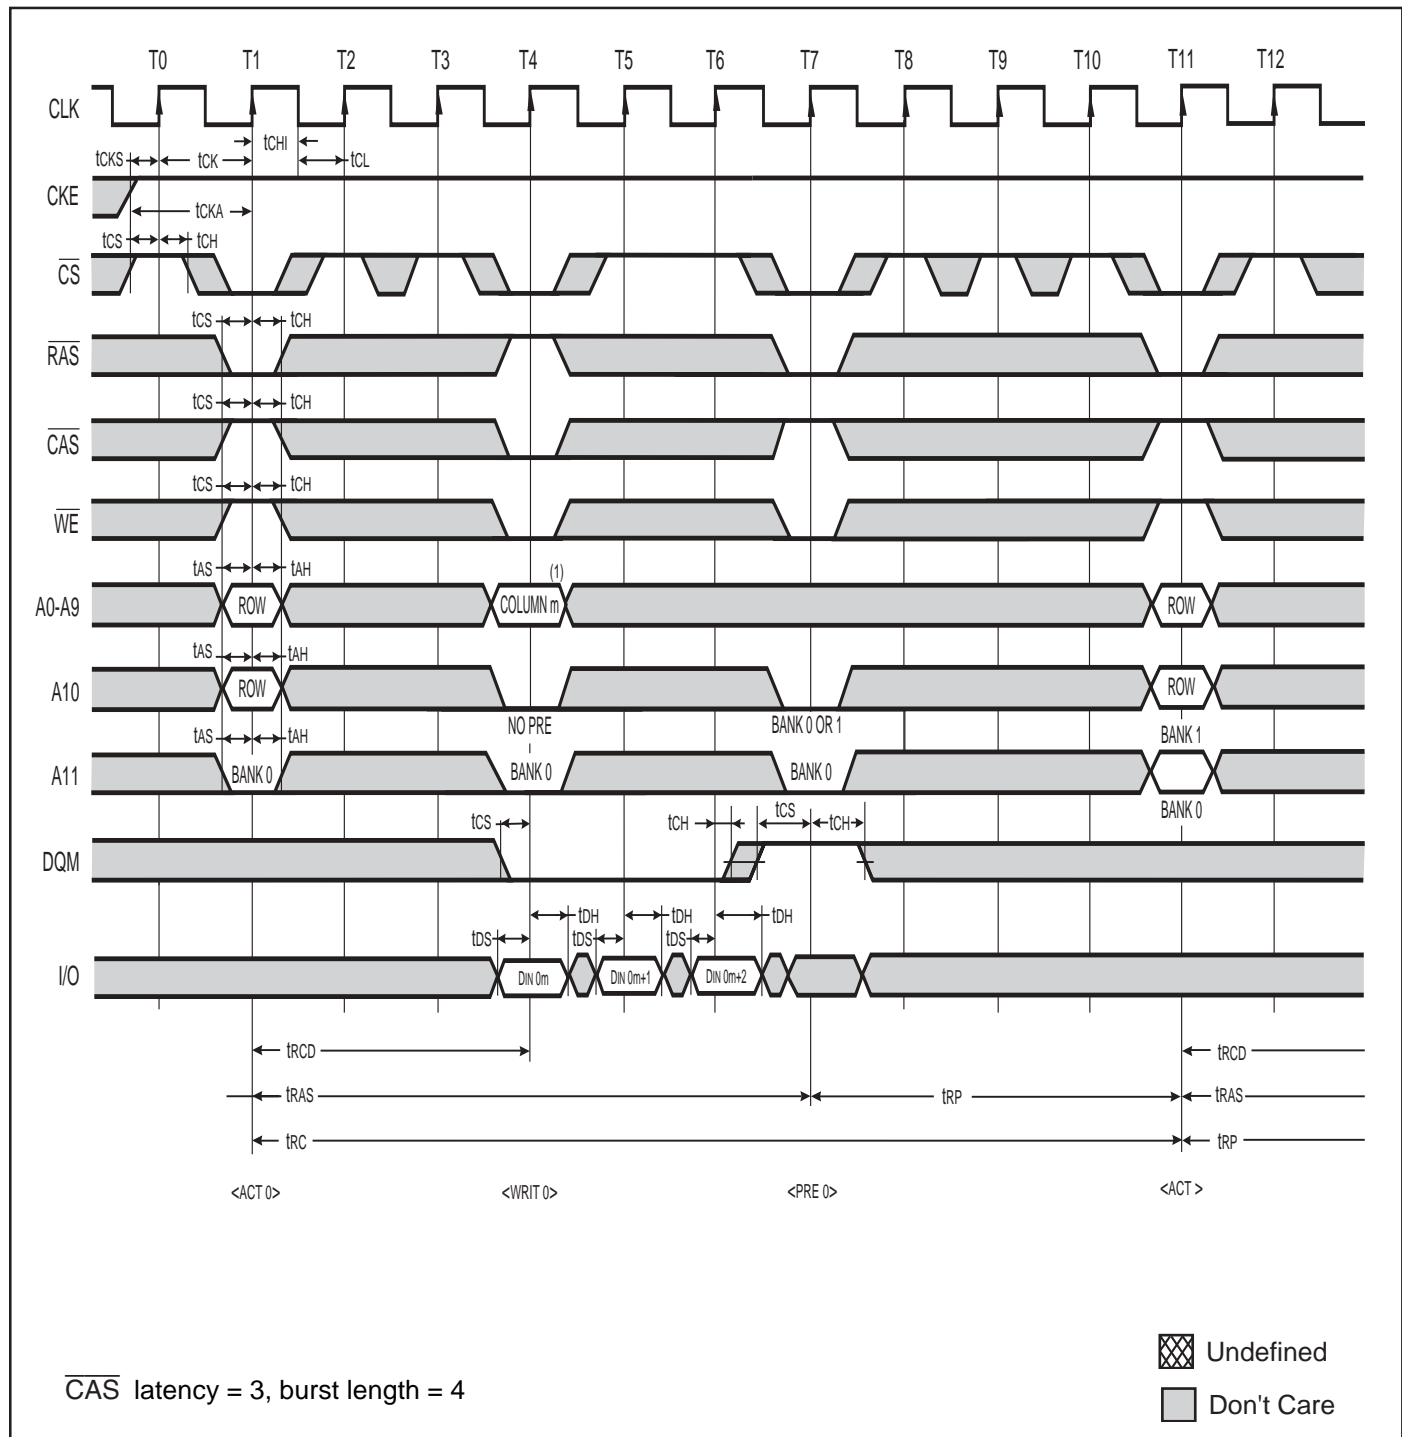 T0 T1 T2 T3 T4 T5 T6 T7 T8 T9 T10 T11 T12
CLK
tCHI
tCKS tCK tCL
CKE
tCKA
tCS tCH
CS
tCS tCH
RAS
tCS tCH
CAS
tCS tCH
WE
tAS tAH (1)
A0-A9 ROW COLUMN m ROW
tAS tAH
A10 ROW ROW
NO PRE BANK 0 OR 1 BANK 1
tAS tAH
A11 BANK 0 BANK 0 BANK 0
BANK 0
tCS tCH tCS tCH
DQM
tDH tDH tDH
tDS tDS tDS
I/O DIN 0m DIN 0m+1 DIN 0m+2
tRCD tRCD
tRAS tRP tRAS
tRC tRP
<ACT 0> <WRIT 0> <PRE 0> <ACT >
Undefined
CAS latency = 3, burst length = 4
Don't Care